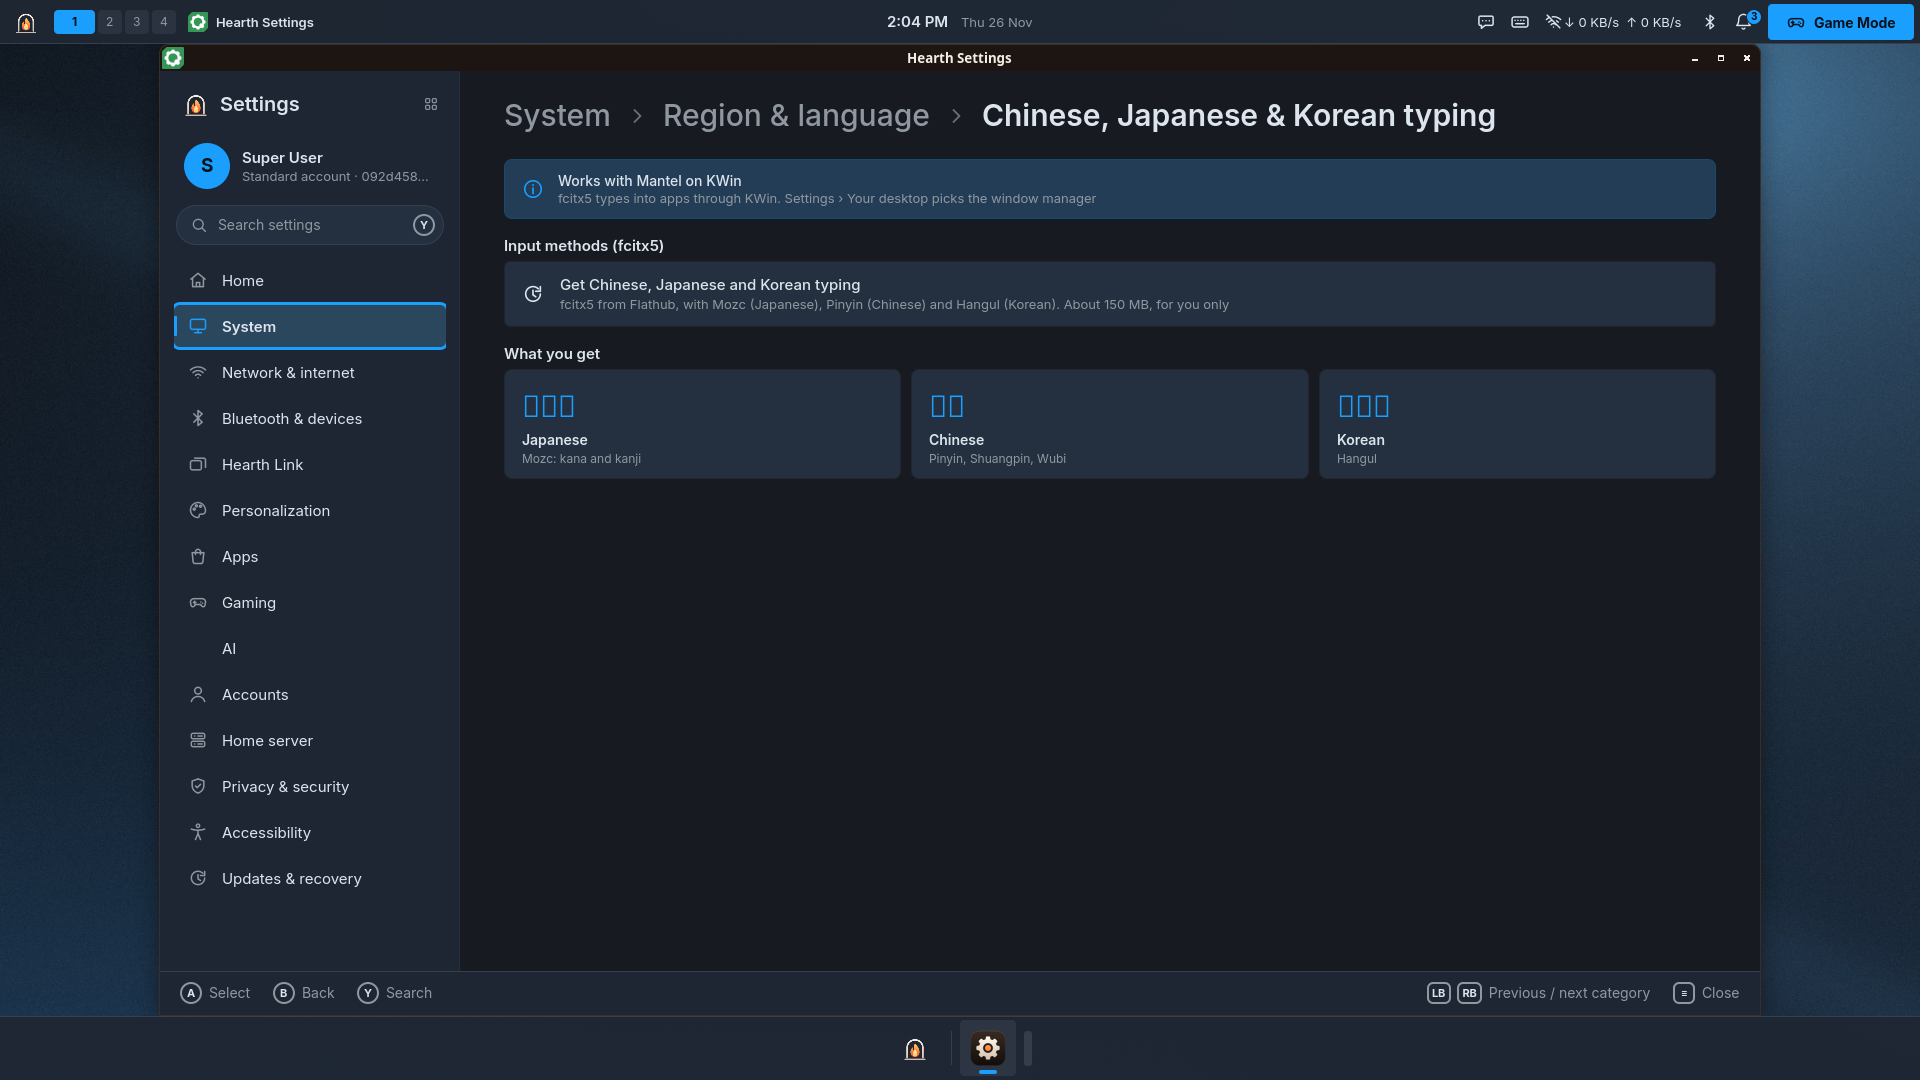 1 2 3 4 Hearth Settings
2:04 PM Thu 26 Nov
0 KB/s 0 KB/s
3
Game Mode
Hearth Settings
Settings
S
Super User
Standard account · 092d458...
Search settings
Y
Home
System
Network & internet
Bluetooth & devices
Hearth Link
Personalization
Apps
Gaming
AI
Accounts
Home server
Privacy & security
Accessibility
Updates & recovery
System > Region & language > Chinese, Japanese & Korean typing
Works with Mantel on KWin
fcitx5 types into apps through KWin. Settings › Your desktop picks the window manager
Input methods (fcitx5)
Get Chinese, Japanese and Korean typing
fcitx5 from Flathub, with Mozc (Japanese), Pinyin (Chinese) and Hangul (Korean). About 150 MB, for you only
What you get
Japanese
Mozc: kana and kanji
Chinese
Pinyin, Shuangpin, Wubi
Korean
Hangul
A Select B Back Y Search
LB RB Previous / next category ≡ Close